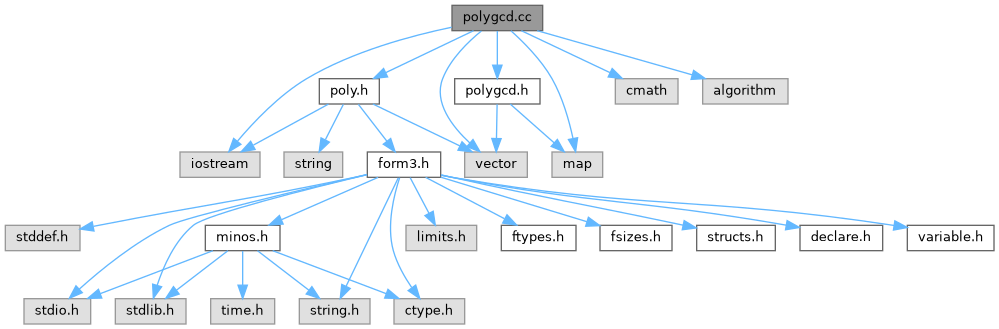 polygcd.cc
poly.h
polygcd.h
cmath
algorithm
iostream
string
form3.h
vector
map
stddef.h
minos.h
limits.h
ftypes.h
fsizes.h
structs.h
declare.h
variable.h
stdio.h
stdlib.h
time.h
string.h
ctype.h